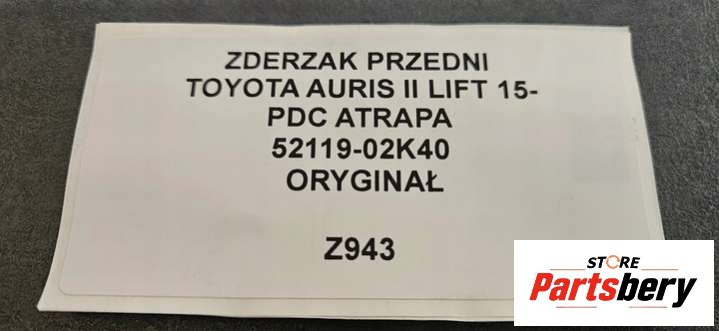 ZDERZAK PRZEDNI
TOYOTA AURIS II LIFT 15-
PDC ATRAPA
52119-02K40
ORYGINAŁ
Z943
STORE
Partsbery